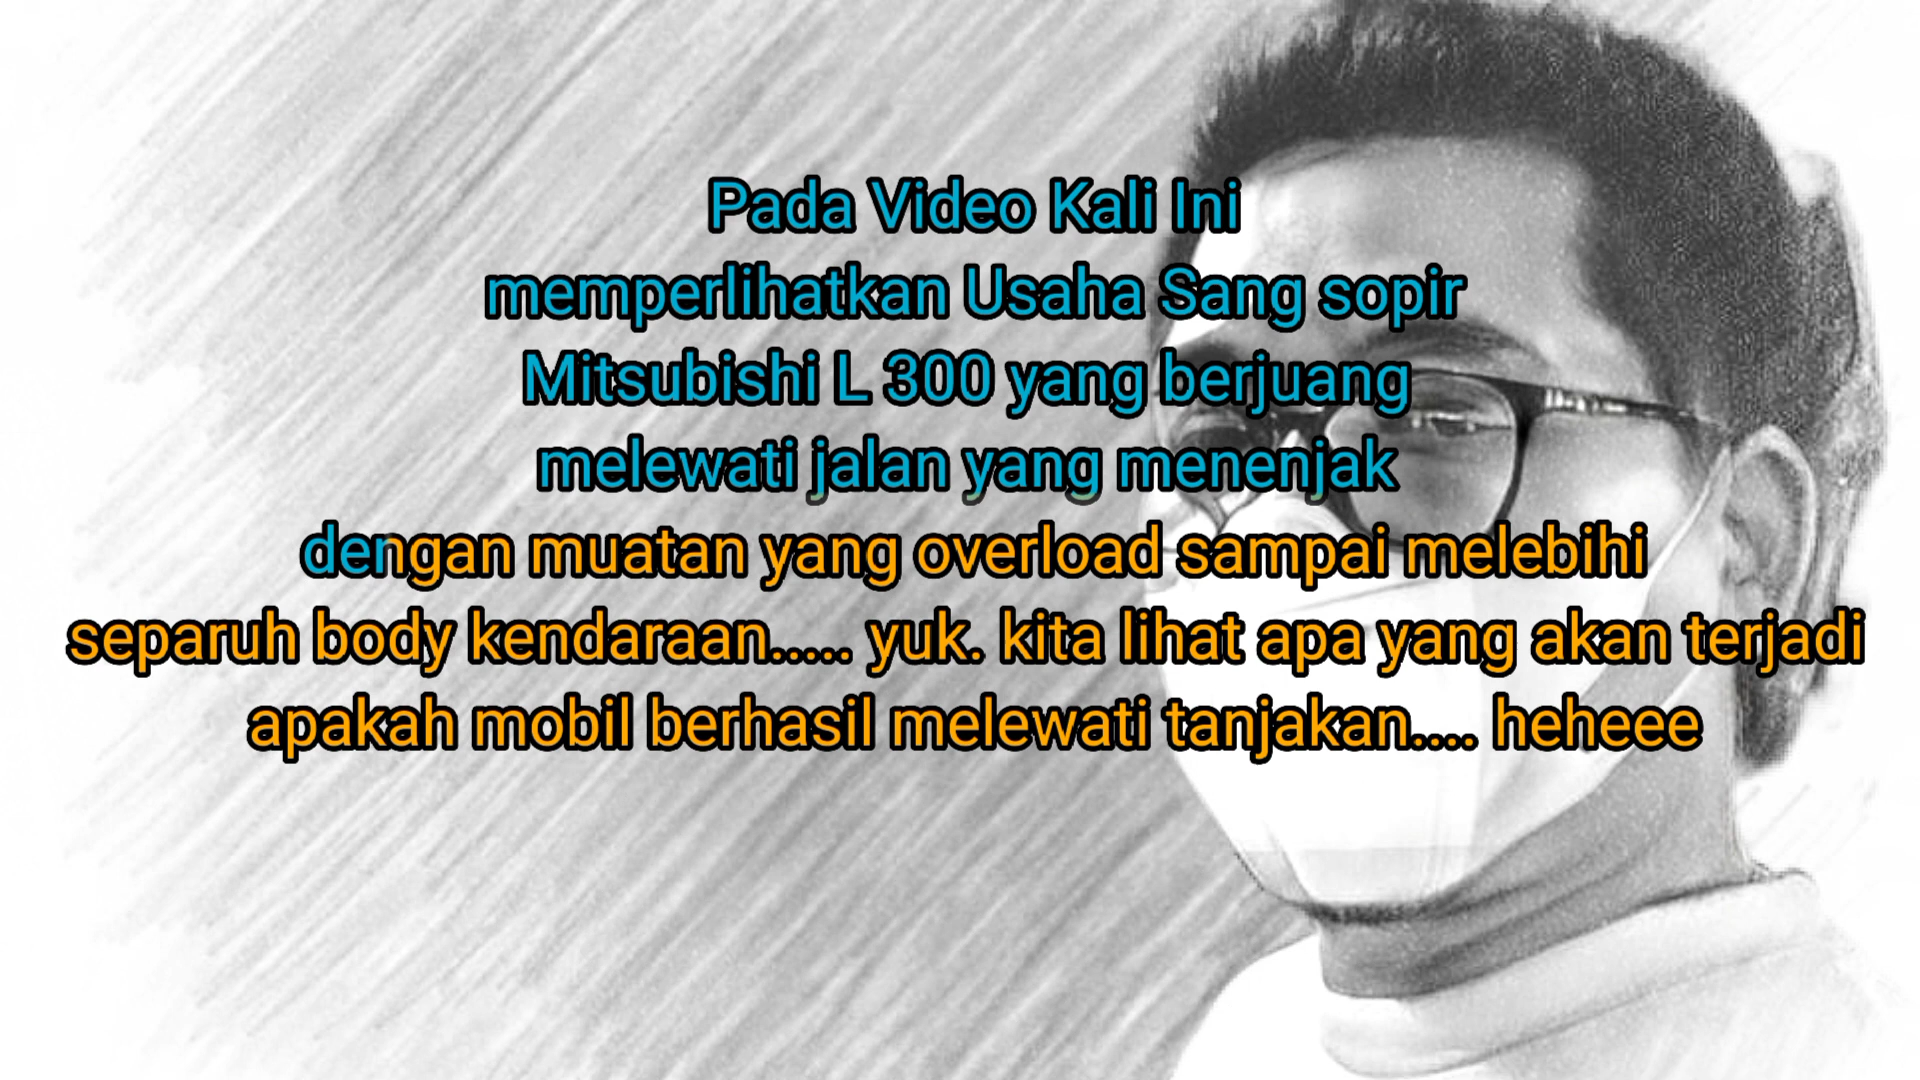 Pada Video Kali Ini
memperlihatkan Usaha Sang sopir
Mitsubishi L 300 yang berjuang
melewati jalan yang menenjak
dengan muatan yang overload sampai melebihi
separuh body kendaraan..... yuk. kita lihat apa yang akan terjadi
apakah mobil berhasil melewati tanjakan.... heheee